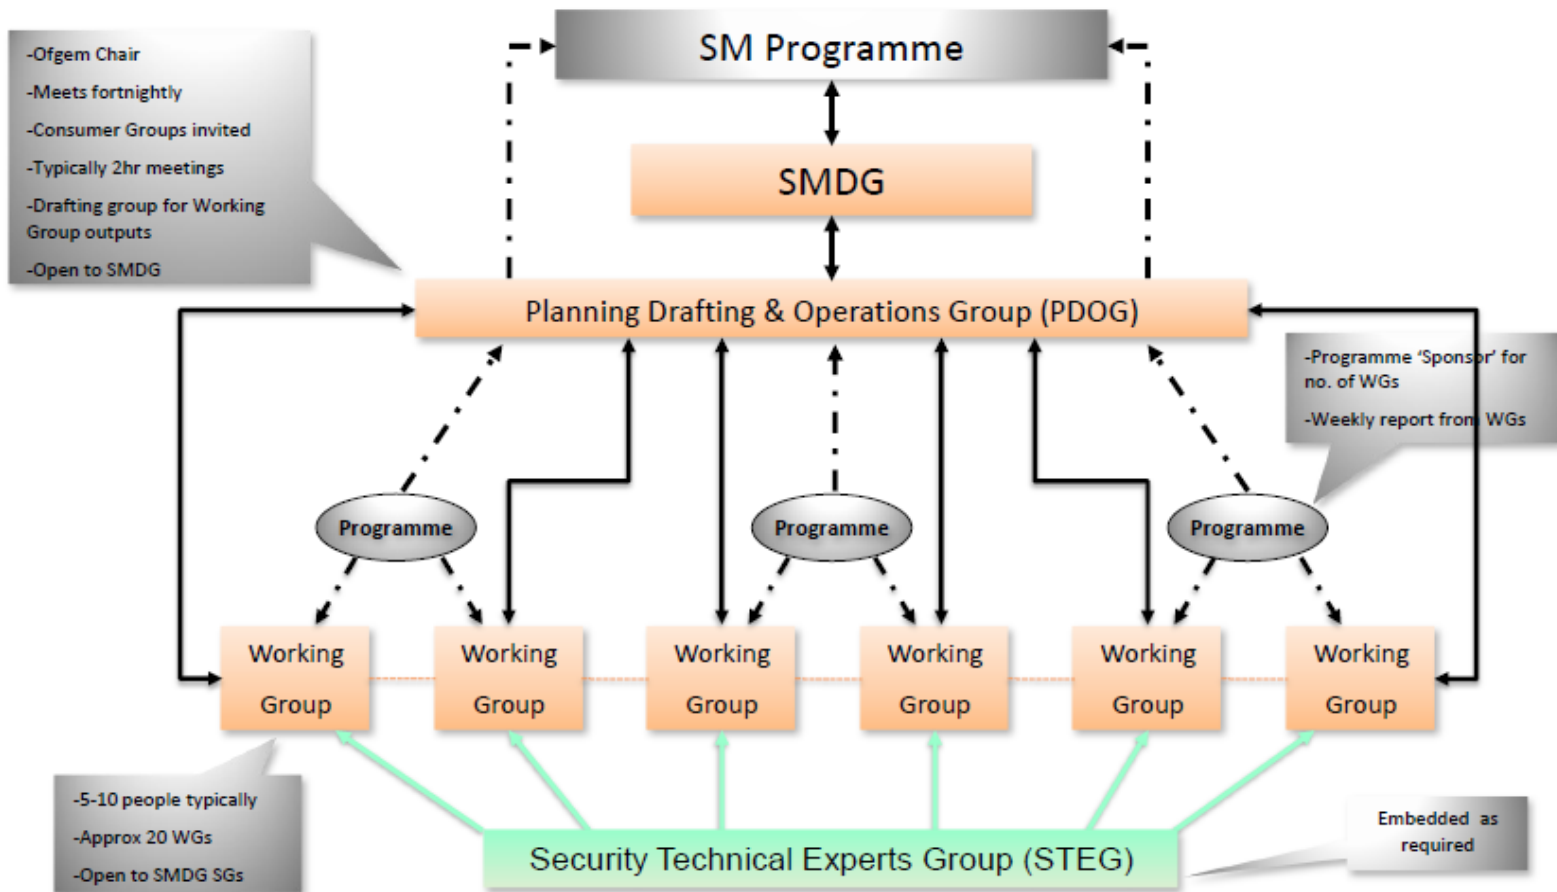 SM Programme
-Ofgem Chair
-Meets fortnightly
-Consumer Groups invited
-Typically 2hr meetings
-Drafting group for Working
Group outputs
-Open to SMDG
SMDG
Planning Drafting & Operations Group (PDOG)
-Programme ‘Sponsor’ for
no. of WGs
-Weekly report from WGs
Programme
Programme
Programme
Working
Group
Working
Group
Working
Group
Working
Group
Working
Group
Working
Group
-5-10 people typically
-Approx 20 WGs
-Open to SMDG SGs
Security Technical Experts Group (STEG)
Embedded as
required